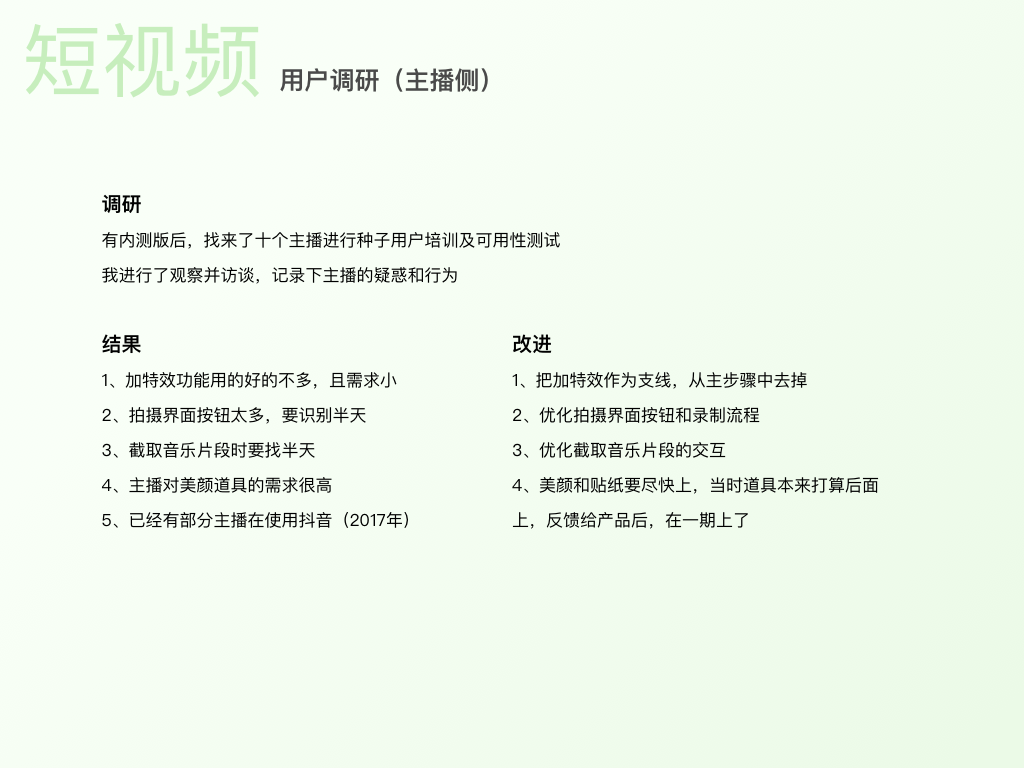 短视频 用户调研（主播侧）
调研
有内测版后，找来了十个主播进行种子用户培训及可用性测试
我进行了观察并访谈，记录下主播的疑惑和行为
结果
1、加特效功能用的好的不多，且需求小
2、拍摄界面按钮太多，要识别半天
3、截取音乐片段时要找半天
4、主播对美颜道具的需求很高
5、已经有部分主播在使用抖音（2017年）
改进
1、把加特效作为支线，从主步骤中去掉
2、优化拍摄界面按钮和录制流程
3、优化截取音乐片段的交互
4、美颜和贴纸要尽快上，当时道具本来打算后面
上，反馈给产品后，在一期上了